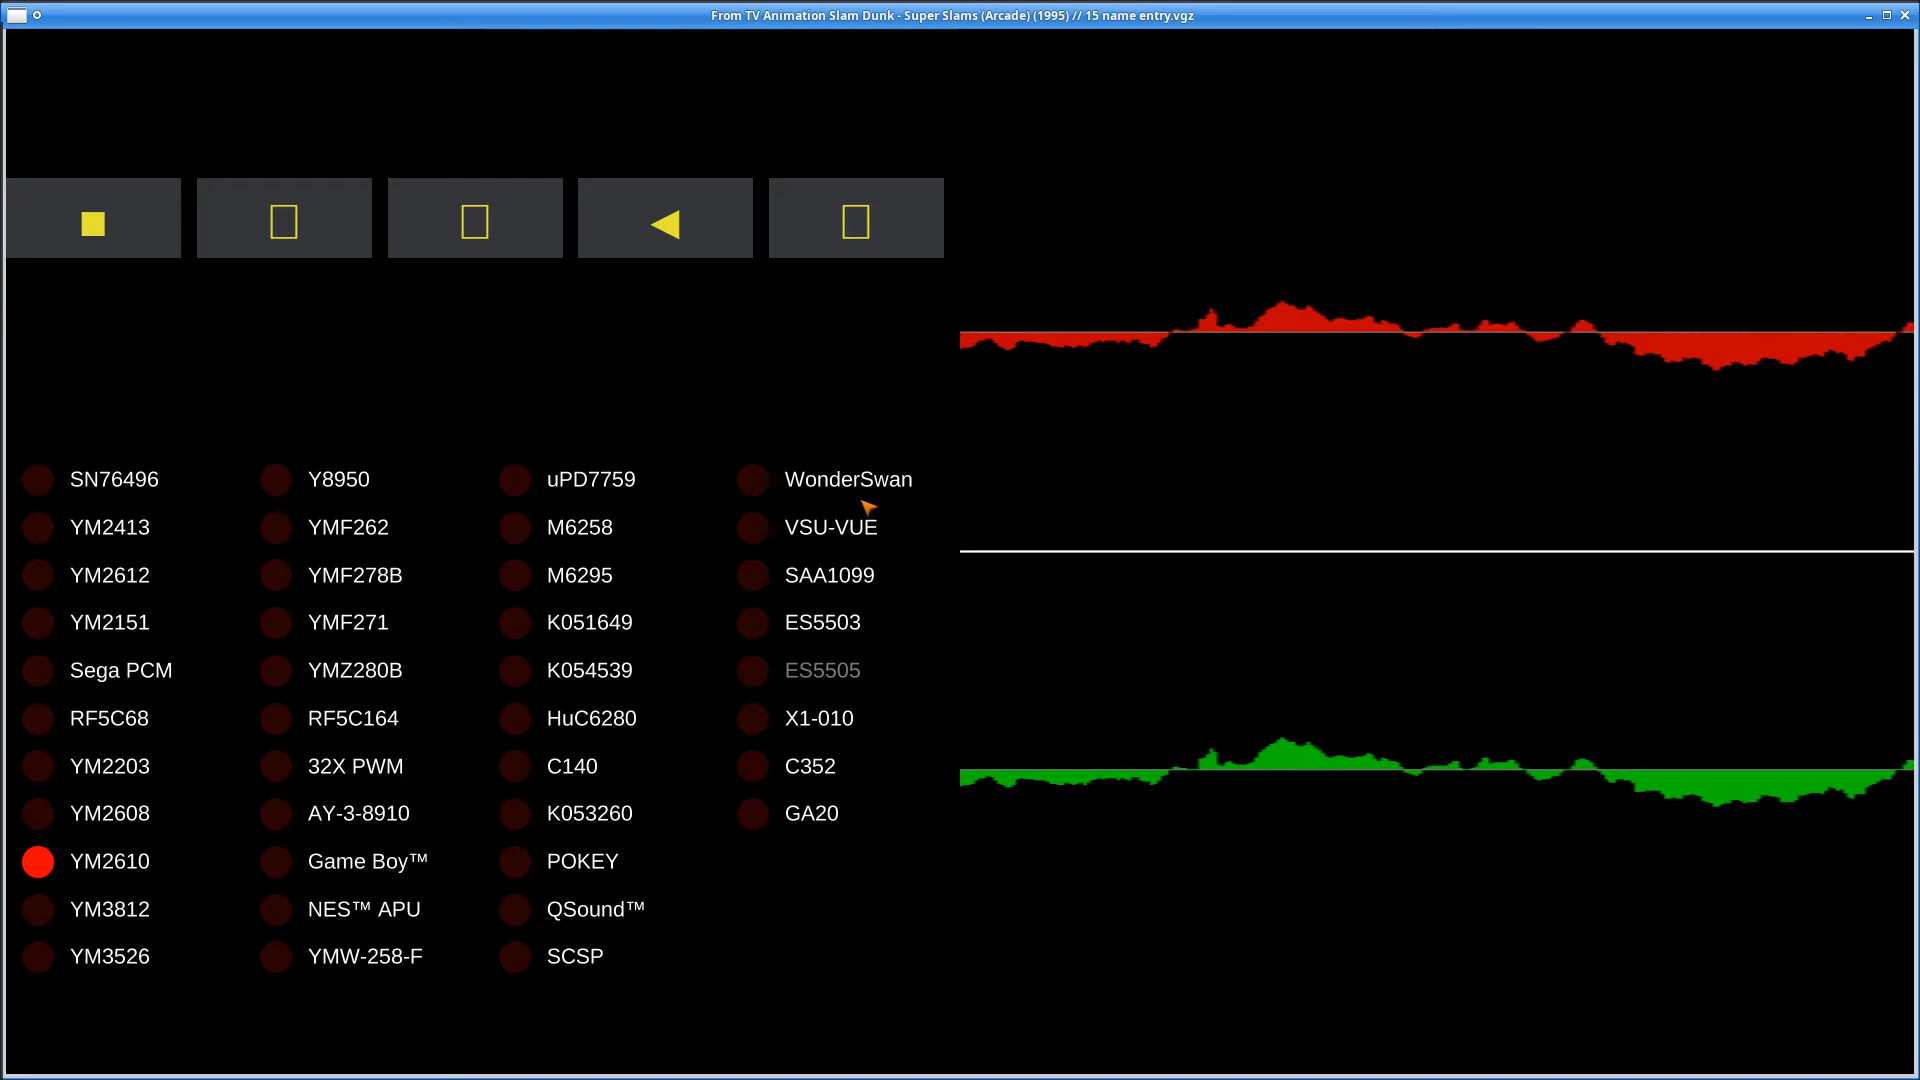 From TV Animation Slam Dunk - Super Slams (Arcade) (1995) // 15 name entry.vgz
SN76496
YM2413
YM2612
YM2151
Sega PCM
RF5C68
YM2203
YM2608
YM2610
YM3812
YM3526
Y8950
YMF262
YMF278B
YMF271
YMZ280B
RF5C164
32X PWM
AY-3-8910
Game Boy™
NES™ APU
YMW-258-F
uPD7759
M6258
M6295
K051649
K054539
HuC6280
C140
K053260
POKEY
QSound™
SCSP
WonderSwan
VSU-VUE
SAA1099
ES5503
ES5505
X1-010
C352
GA20